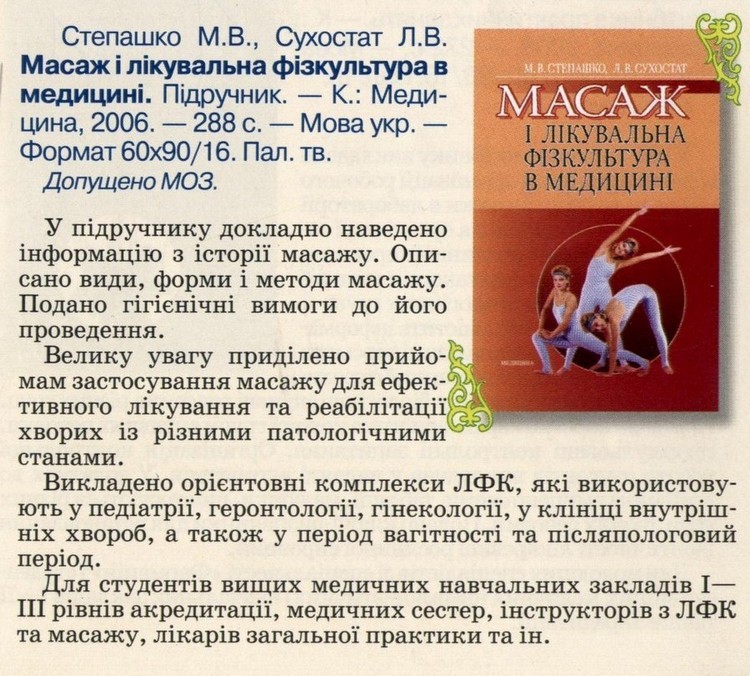 Степашко М.В., Сухостат Л.В.
Масаж і лікувальна фізкультура в
медицині. Підручник. — К.: Меди-
цина, 2006. — 288 с. — Мова укр. —
Формат 60х90/16. Пал. тв.
Допущено МОЗ.
У підручнику докладно наведено
інформацію з історії масажу. Опи-
сано види, форми і методи масажу.
Подано гігієнічні вимоги до його
проведення.
Велику увагу приділено прийо-
мам застосування масажу для ефек-
тивного лікування та реабілітації
хворих із різними патологічними
станами.
Викладено орієнтовні комплекси ЛФК, які використову-
ють у педіатрії, геронтології, гінекології, у клініці внутріш-
ніх хвороб, а також у період вагітності та післяпологовий
період.
Для студентів вищих медичних навчальних закладів І—
ІІІ рівнів акредитації, медичних сестер, інструкторів з ЛФК
та масажу, лікарів загальної практики та ін.
М. В. СТЕПАШКО, Л. В. СУХОСТАТ
МАСАЖ
І ЛІКУВАЛЬНА
ФІЗКУЛЬТУРА
В МЕДИЦИНІ
МЕДИЦИНА